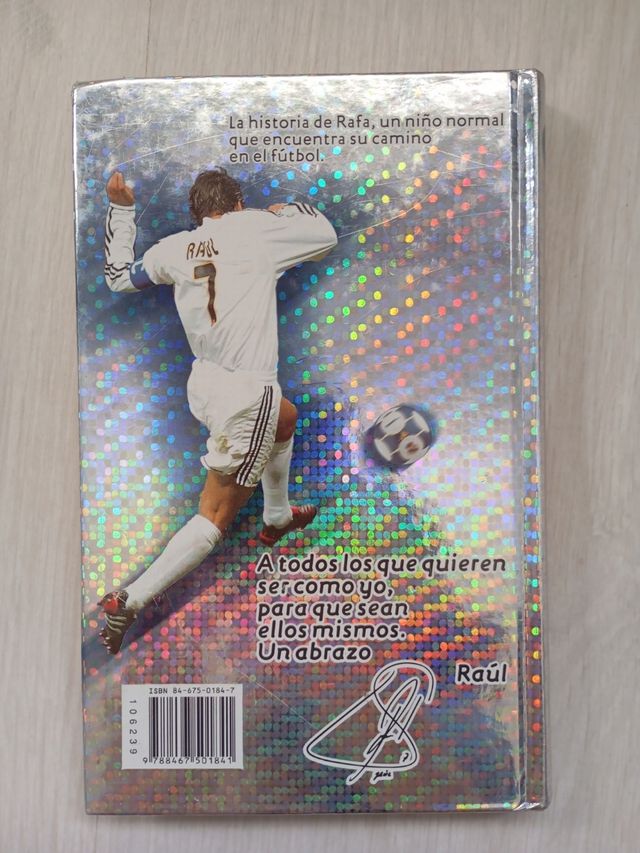 La historia de Rafa, un niño normal
que encuentra su camino
en el fútbol.
RAÚL
7
A todos los que quieren
ser como yo,
para que sean
ellos mismos.
Un abrazo
Raúl
7
ISBN 84-675-0184-7
106239
9 788467 501841